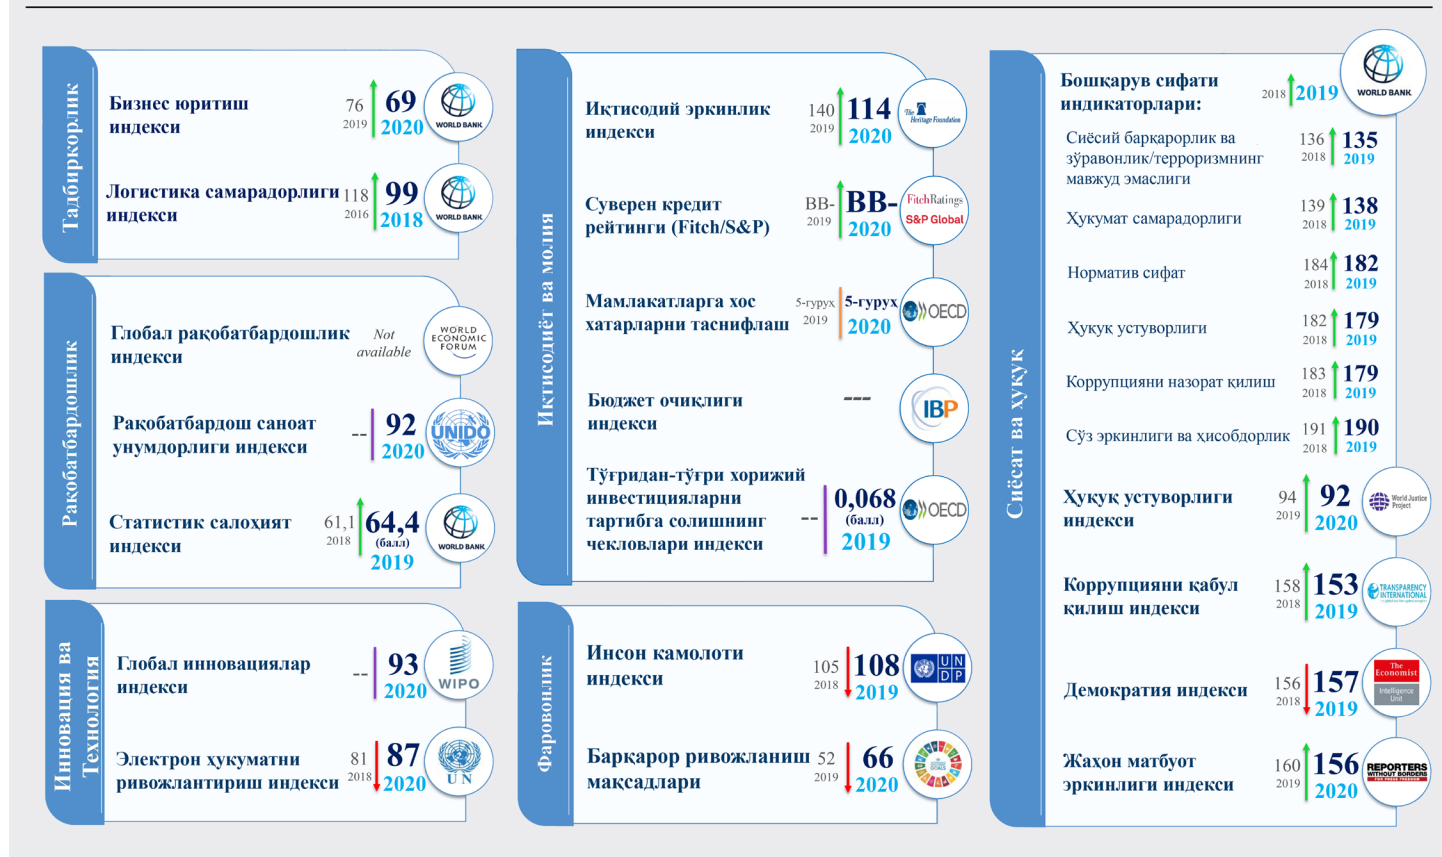 Тадбиркорлик
Бизнес юритиш
индекси
76
2019
69
2020
WORLD BANK
Логистика самарадорлиги
индекси
118
2016
99
2018
WORLD BANK
Рақобатбардошлик
Глобал рақобатбардошлик
индекси
Not
available
WORLD
ECONOMIC
FORUM
Рақобатбардош саноат
унумдорлиги индекси
--
92
2020
UNIDO
Статистик салоҳият
индекси
61,1
2018
64,4
(балл)
2019
WORLD BANK
Инновация ва
Технология
Глобал инновациялар
индекси
--
93
2020
WIPO
Электрон ҳукуматни
ривожлантириш индекси
81
2018
87
2020
UN
Иқтисодиёт ва молия
Иқтисодий эркинлик
индекси
140
2019
114
2020
The
Heritage Foundation
Суверен кредит
рейтинги (Fitch/S&P)
BB-
2019
BB-
2020
FitchRatings
S&P Global
Мамлакатларга хос
хатарларни таснифлаш
5-гуруҳ
2019
5-гуруҳ
2020
OECD
Бюджет очиқлиги
индекси
---
IBP
Тўғридан-тўғри хорижий
инвестицияларни
тартибга солишнинг
чекловлари индекси
--
0,068
(балл)
2019
OECD
Фаровонлик
Инсон камолоти
индекси
105
2018
108
2019
UN
DP
Барқарор ривожланиш
мақсадлари
52
2019
66
2020
GOALS
Сиёсат ва ҳуқуқ
Бошқарув сифати
индикаторлари:
2018
2019
WORLD BANK
Сиёсий барқарорлик ва
зўравонлик/терроризмнинг
мавжуд эмаслиги
136
2018
135
2019
Ҳукумат самарадорлиги
139
2018
138
2019
Норматив сифат
184
2018
182
2019
Ҳуқуқ устуворлиги
182
2018
179
2019
Коррупцияни назорат қилиш
183
2018
179
2019
Сўз эркинлиги ва ҳисобдорлик
191
2018
190
2019
Ҳуқуқ устуворлиги
индекси
94
2019
92
2020
World Justice
Project
Коррупцияни қабул
қилиш индекси
158
2018
153
2019
TRANSPARENCY
INTERNATIONAL
Демократия индекси
156
2018
157
2019
The
Economist
Intelligence
Unit
Жаҳон матбуот
эркинлиги индекси
160
2019
156
2020
REPORTERS
WITHOUT BORDERS
FOR PRESS FREEDOM